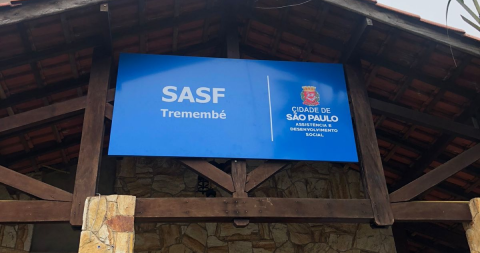 SASF
Tremembé
CIDADE DE
SÃO PAULO
ASSISTÊNCIA E
DESENVOLVIMENTO
SOCIAL